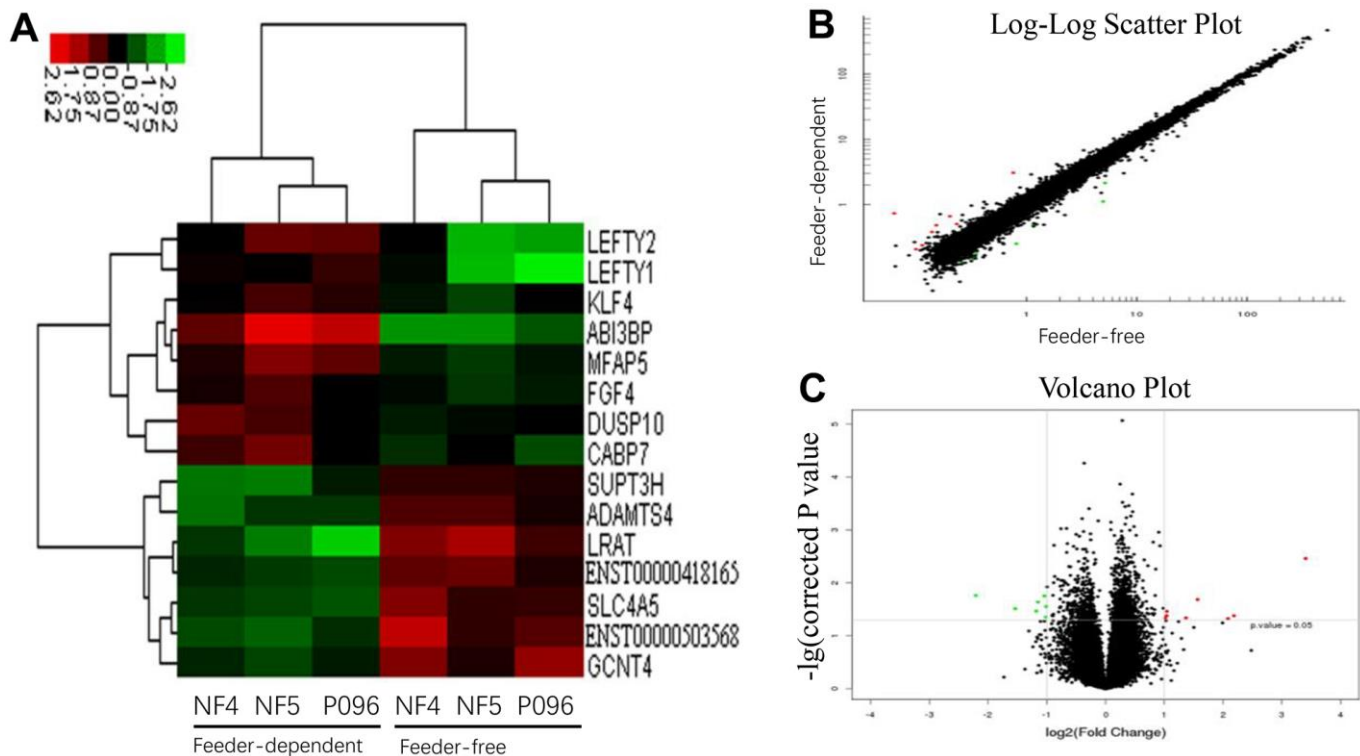 A
2.62
1.75
0.87
0.00
-0.87
-1.75
-2.62
LEFTY2
LEFTY1
KLF4
ABI3BP
MFAP5
FGF4
DUSP10
CABP7
SUPT3H
ADAMTS4
LRAT
ENST00000418165
SLC4A5
ENST00000503568
GCNT4
NF4 NF5 P096 NF4 NF5 P096
Feeder-dependent Feeder-free
B
Log-Log Scatter Plot
Feeder-dependent
100
10
1
1 10 100
Feeder-free
C
Volcano Plot
-lg(corrected P value
5
4
3
2
1
0
p.value = 0.05
-4 -3 -2 -1 0 1 2 3 4
log2(Fold Change)